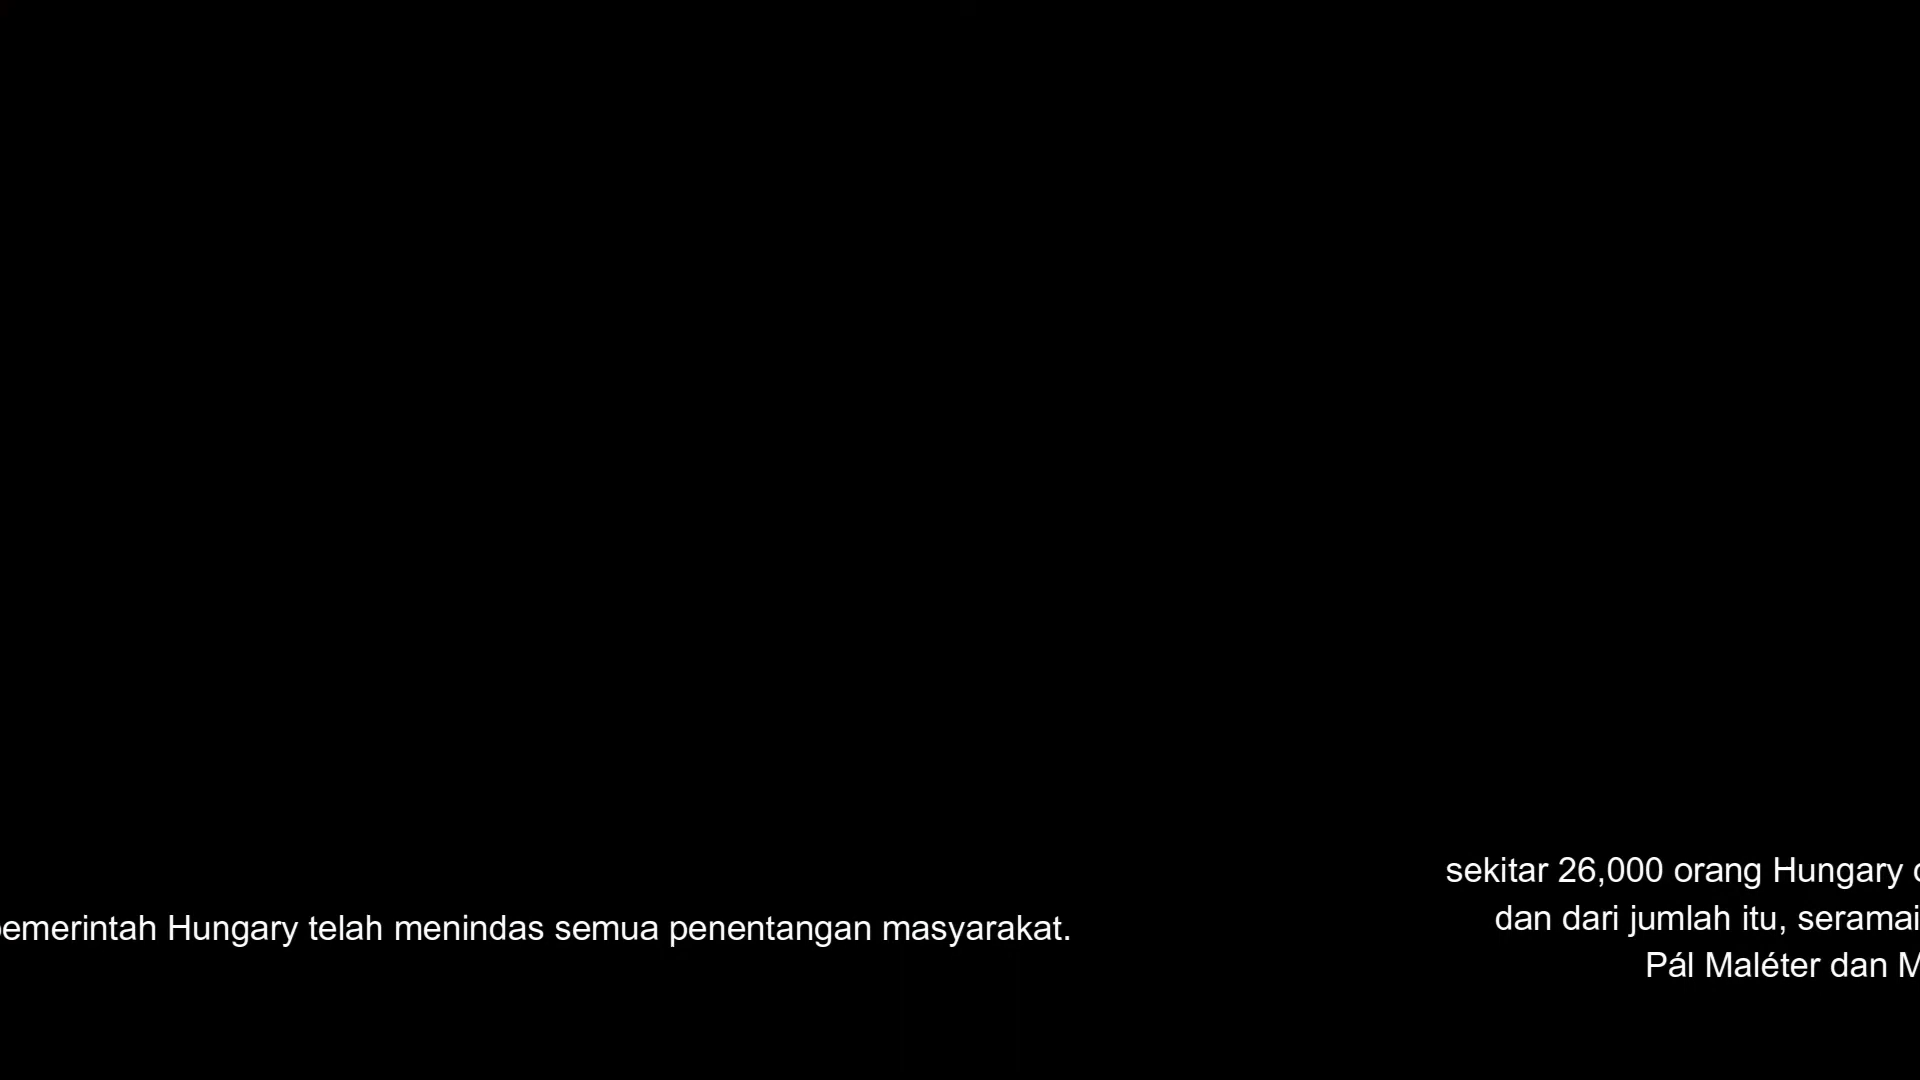 pemerintah Hungary telah menindas semua penentangan masyarakat.
sekitar 26,000 orang Hungary
dan dari jumlah itu, seramai
Pál Maléter dan